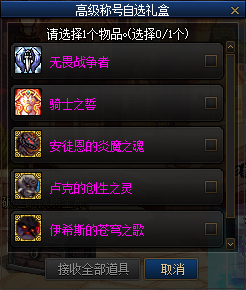 高级称号自选礼盒
请选择1个物品。(选择0/1个)
无畏战争者
骑士之誓
安徒恩的炎魔之魂
卢克的创生之灵
伊希斯的苍穹之歌
接收全部道具 取消